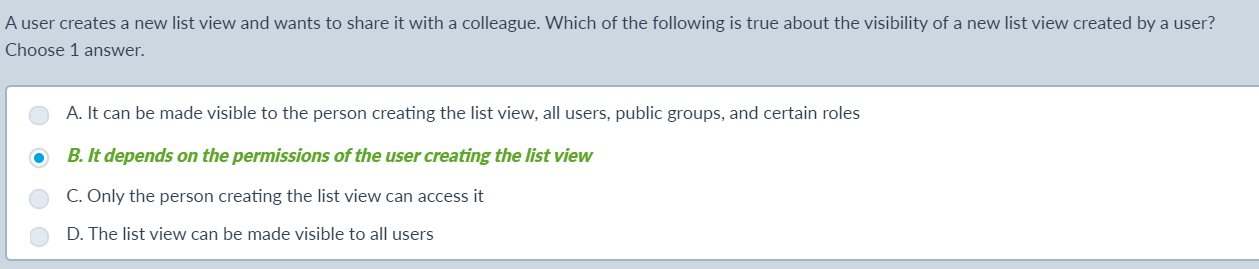 A user creates a new list view and wants to share it with a colleague. Which of the following is true about the visibility of a new list view created by a user?
Choose 1 answer.
A. It can be made visible to the person creating the list view, all users, public groups, and certain roles
B. It depends on the permissions of the user creating the list view
C. Only the person creating the list view can access it
D. The list view can be made visible to all users